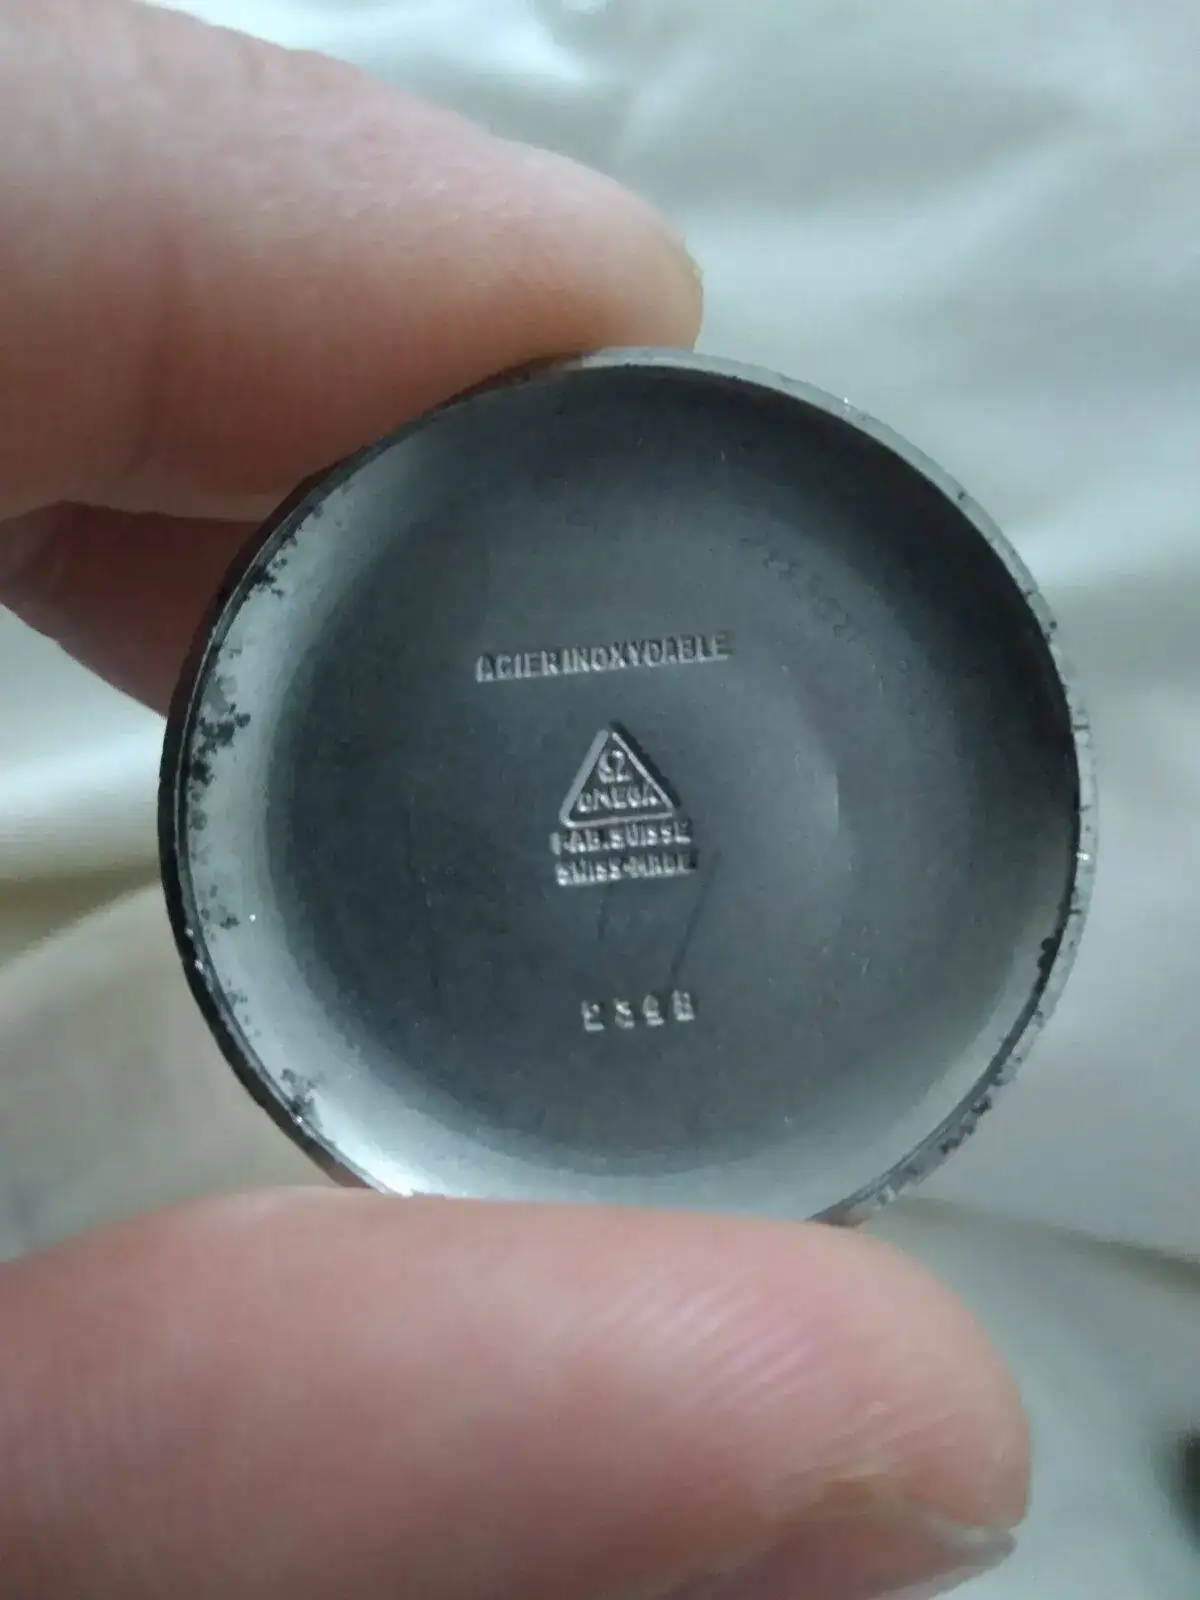 ACIER INOXYDABLE
Ω
OMEGA
FAB. SUISSE
SWISS-MADE